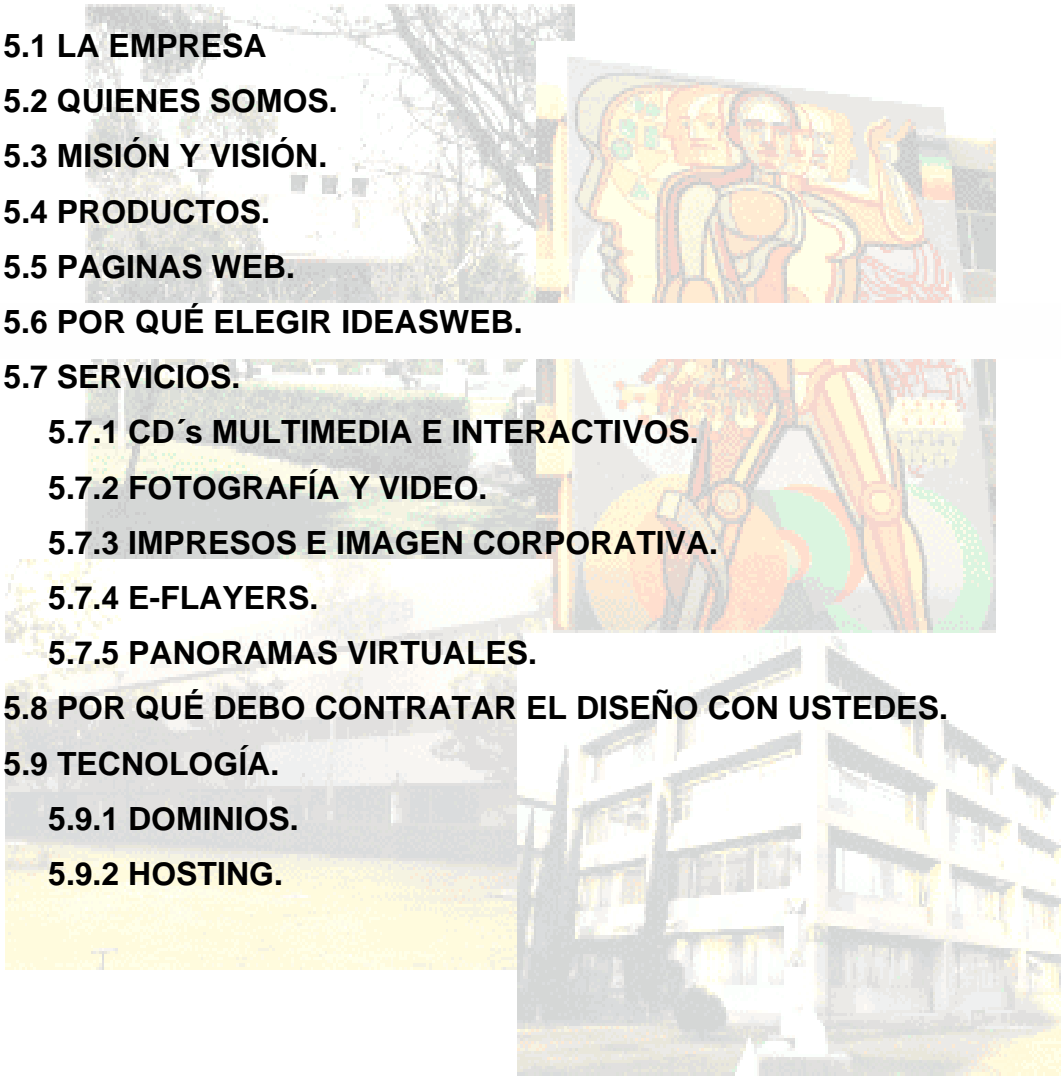 5.1 LA EMPRESA
5.2 QUIENES SOMOS.
5.3 MISIÓN Y VISIÓN.
5.4 PRODUCTOS.
5.5 PAGINAS WEB.
5.6 POR QUÉ ELEGIR IDEASWEB.
5.7 SERVICIOS.
5.7.1 CD´s MULTIMEDIA E INTERACTIVOS.
5.7.2 FOTOGRAFÍA Y VIDEO.
5.7.3 IMPRESOS E IMAGEN CORPORATIVA.
5.7.4 E-FLAYERS.
5.7.5 PANORAMAS VIRTUALES.
5.8 POR QUÉ DEBO CONTRATAR EL DISEÑO CON USTEDES.
5.9 TECNOLOGÍA.
5.9.1 DOMINIOS.
5.9.2 HOSTING.